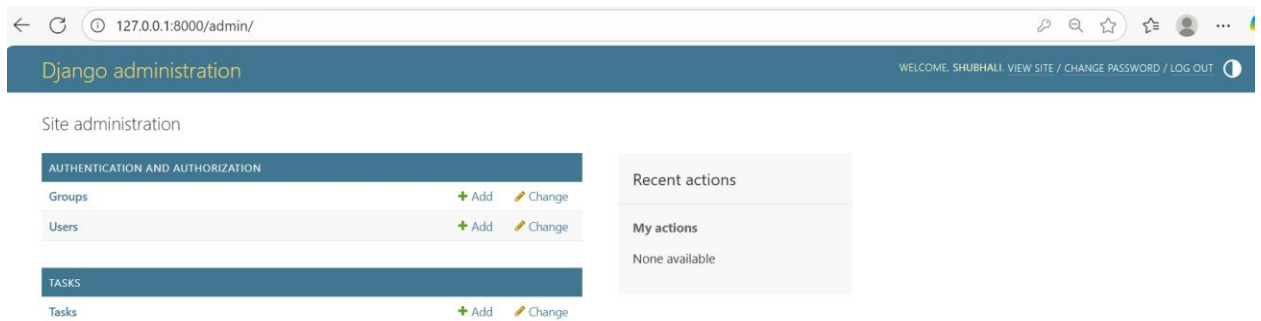 127.0.0.1:8000/admin/
Django administration
WELCOME, SHUBHALI. VIEW SITE / CHANGE PASSWORD / LOG OUT
Site administration
AUTHENTICATION AND AUTHORIZATION
Groups + Add Change
Users + Add Change
TASKS
Tasks + Add Change
Recent actions
My actions
None available